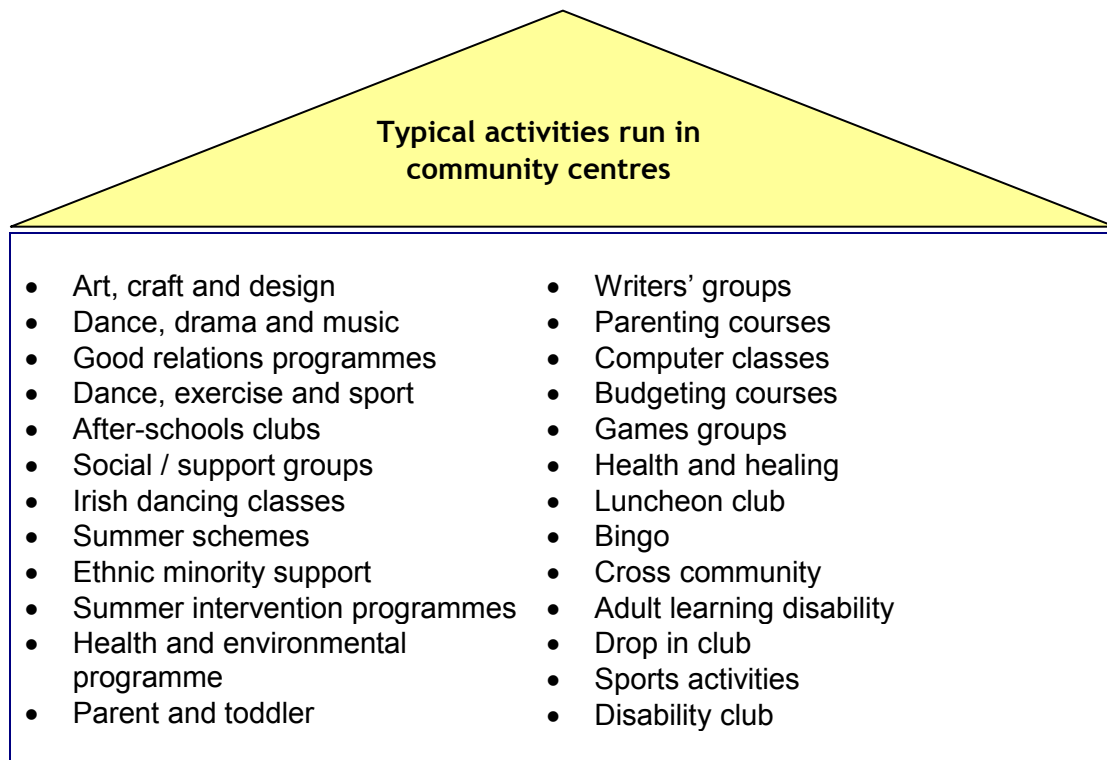 Typical activities run in
community centres
• Art, craft and design
• Dance, drama and music
• Good relations programmes
• Dance, exercise and sport
• After-schools clubs
• Social / support groups
• Irish dancing classes
• Summer schemes
• Ethnic minority support
• Summer intervention programmes
• Health and environmental
programme
• Parent and toddler
• Writers’ groups
• Parenting courses
• Computer classes
• Budgeting courses
• Games groups
• Health and healing
• Luncheon club
• Bingo
• Cross community
• Adult learning disability
• Drop in club
• Sports activities
• Disability club